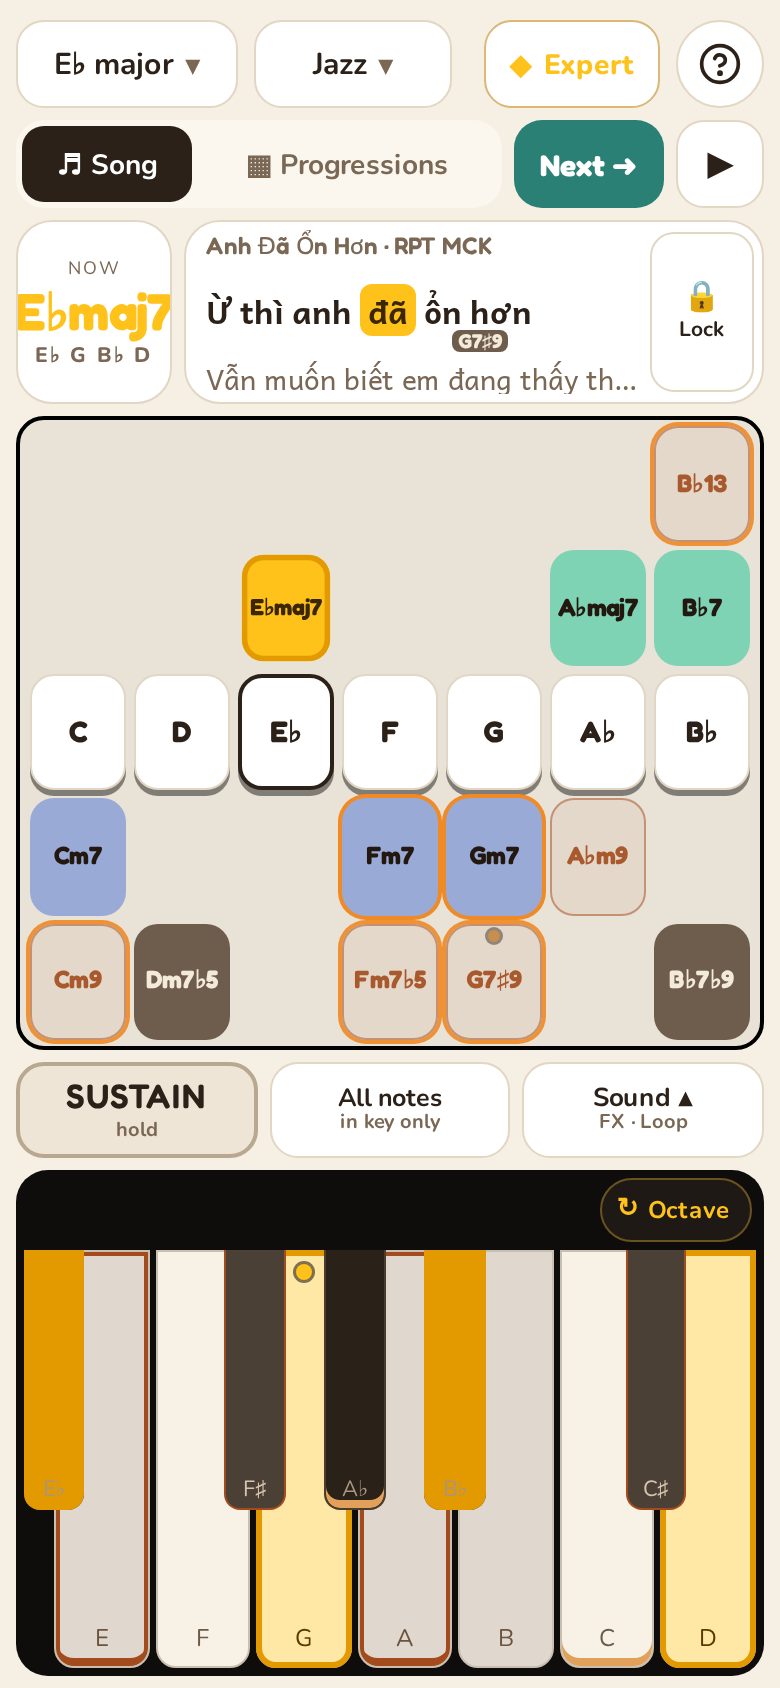 E♭ major ▾
Jazz ▾
◆ Expert
?
♬ Song
▦ Progressions
Next ➜
▶
NOW
E♭maj7
E♭ G B♭ D
Anh Đã Ổn Hơn · RPT MCK
Ừ thì anh đã ổn hơn
G7♯9
Vẫn muốn biết em đang thấy th...
🔒
Lock
B♭13
E♭maj7
A♭maj7
B♭7
C
D
E♭
F
G
A♭
B♭
Cm7
Fm7
Gm7
A♭m9
Cm9
Dm7♭5
Fm7♭5
G7♯9
B♭7♭9
SUSTAIN
hold
All notes
in key only
Sound ▴
FX · Loop
↻ Octave
E♭
F♯
A♭
B♭
C♯
E
F
G
A
B
C
D